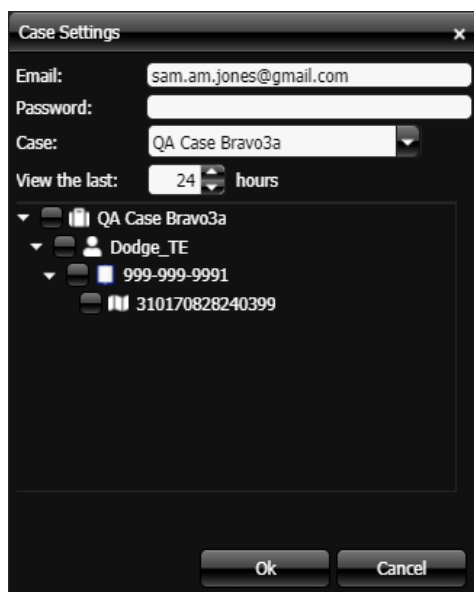 Case Settings x
Email: sam.am.jones@gmail.com
Password:
Case: QA Case Bravo3a
View the last: 24 hours
QA Case Bravo3a
Dodge_TE
999-999-9991
310170828240399
Ok Cancel